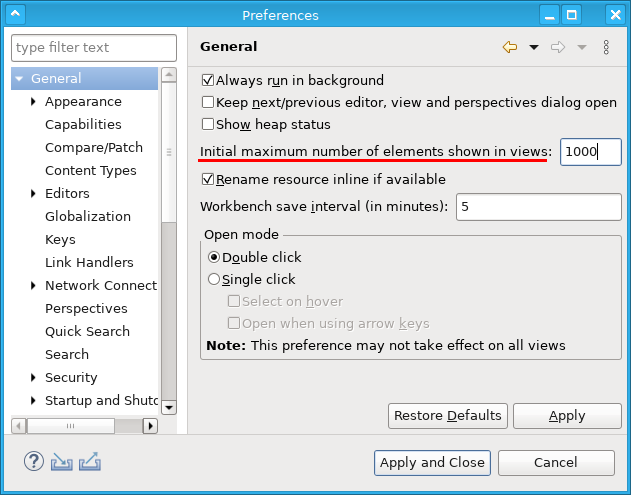 Preferences
type filter text
General
Appearance
Capabilities
Compare/Patch
Content Types
Editors
Globalization
Keys
Link Handlers
Network Connect
Perspectives
Quick Search
Search
Security
Startup and Shutd
General
Always run in background
Keep next/previous editor, view and perspectives dialog open
Show heap status
Initial maximum number of elements shown in views: 1000
Rename resource inline if available
Workbench save interval (in minutes): 5
Open mode
Double click
Single click
Select on hover
Open when using arrow keys
Note: This preference may not take effect on all views
Restore Defaults Apply
? Apply and Close Cancel